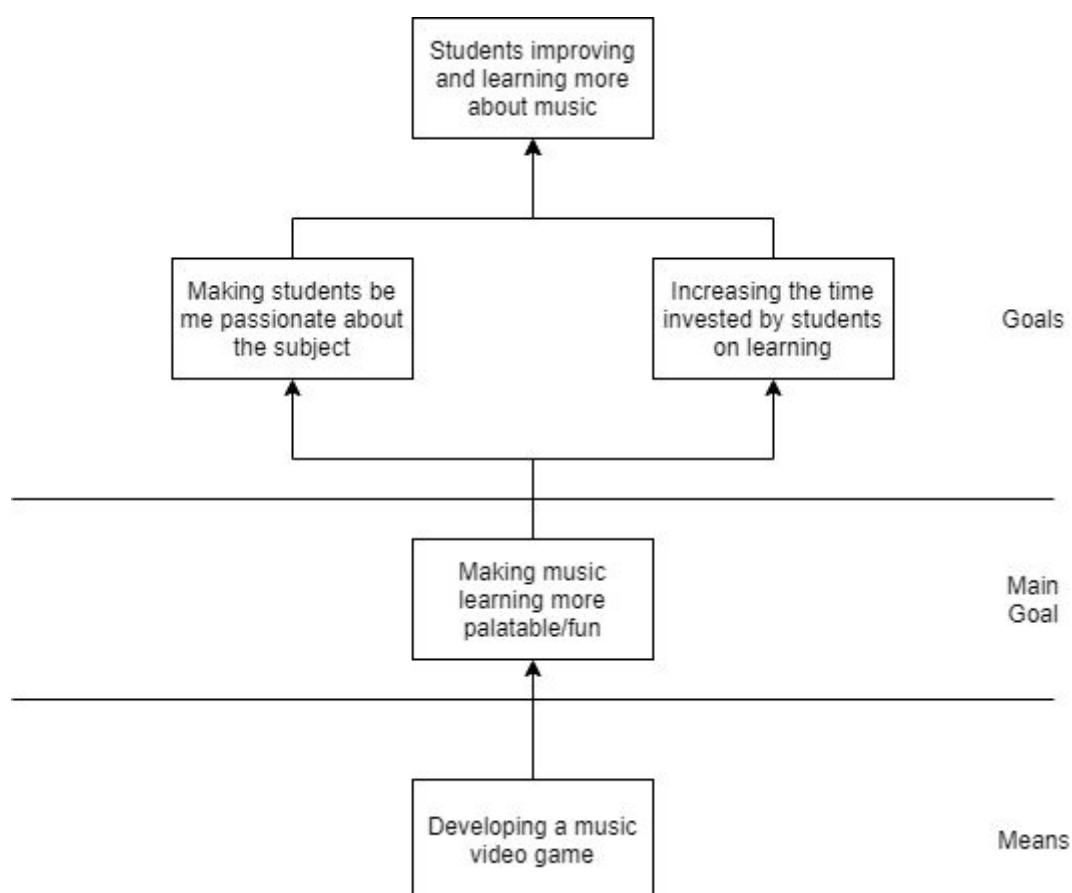 Students improving
and learning more
about music
Making students be
me passionate about
the subject
Increasing the time
invested by students
on learning
Goals
Making music
learning more
palatable/fun
Main
Goal
Developing a music
video game
Means